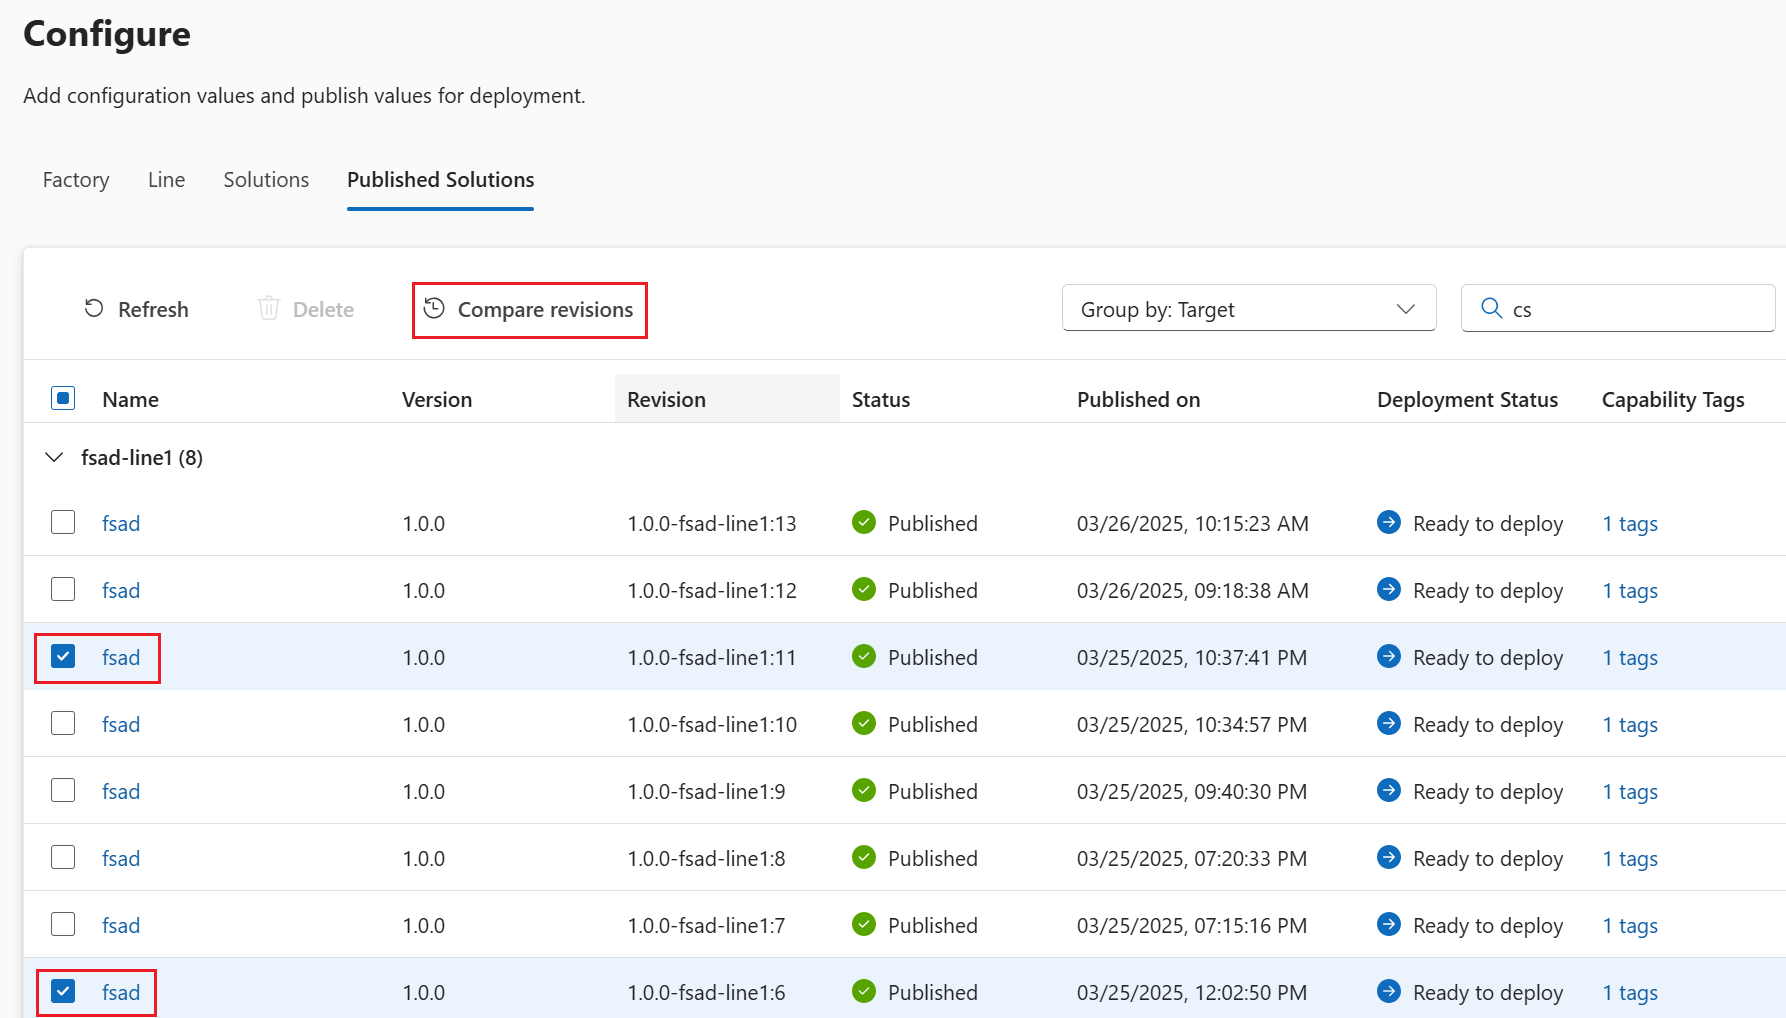 Configure
Add configuration values and publish values for deployment.
Factory Line Solutions Published Solutions
Refresh Delete Compare revisions Group by: Target cs
Name Version Revision Status Published on Deployment Status Capability Tags
fsad-line1 (8)
fsad 1.0.0 1.0.0-fsad-line1:13 Published 03/26/2025, 10:15:23 AM Ready to deploy 1 tags
fsad 1.0.0 1.0.0-fsad-line1:12 Published 03/26/2025, 09:18:38 AM Ready to deploy 1 tags
fsad 1.0.0 1.0.0-fsad-line1:11 Published 03/25/2025, 10:37:41 PM Ready to deploy 1 tags
fsad 1.0.0 1.0.0-fsad-line1:10 Published 03/25/2025, 10:34:57 PM Ready to deploy 1 tags
fsad 1.0.0 1.0.0-fsad-line1:9 Published 03/25/2025, 09:40:30 PM Ready to deploy 1 tags
fsad 1.0.0 1.0.0-fsad-line1:8 Published 03/25/2025, 07:20:33 PM Ready to deploy 1 tags
fsad 1.0.0 1.0.0-fsad-line1:7 Published 03/25/2025, 07:15:16 PM Ready to deploy 1 tags
fsad 1.0.0 1.0.0-fsad-line1:6 Published 03/25/2025, 12:02:50 PM Ready to deploy 1 tags